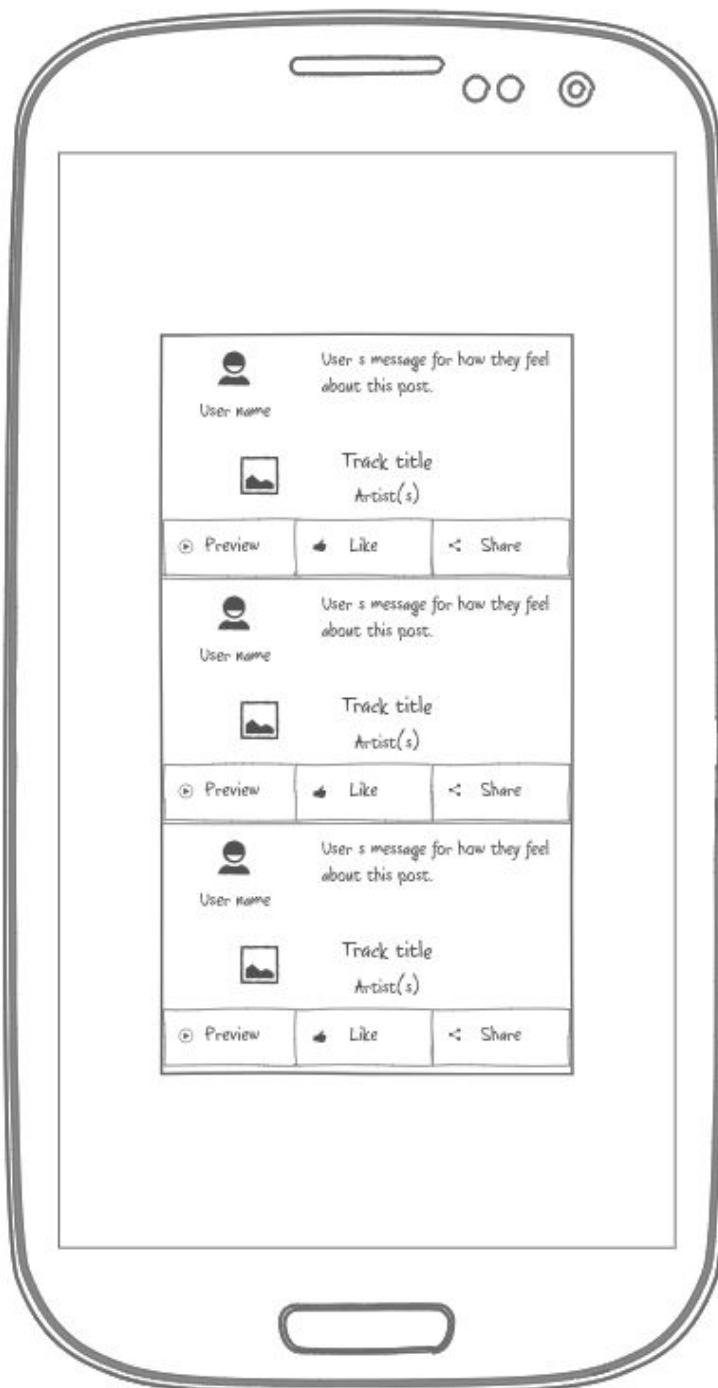 User s message for how they feel
about this post.
User name
Track title
Artist(s)
Preview Like Share
User s message for how they feel
about this post.
User name
Track title
Artist(s)
Preview Like Share
User s message for how they feel
about this post.
User name
Track title
Artist(s)
Preview Like Share